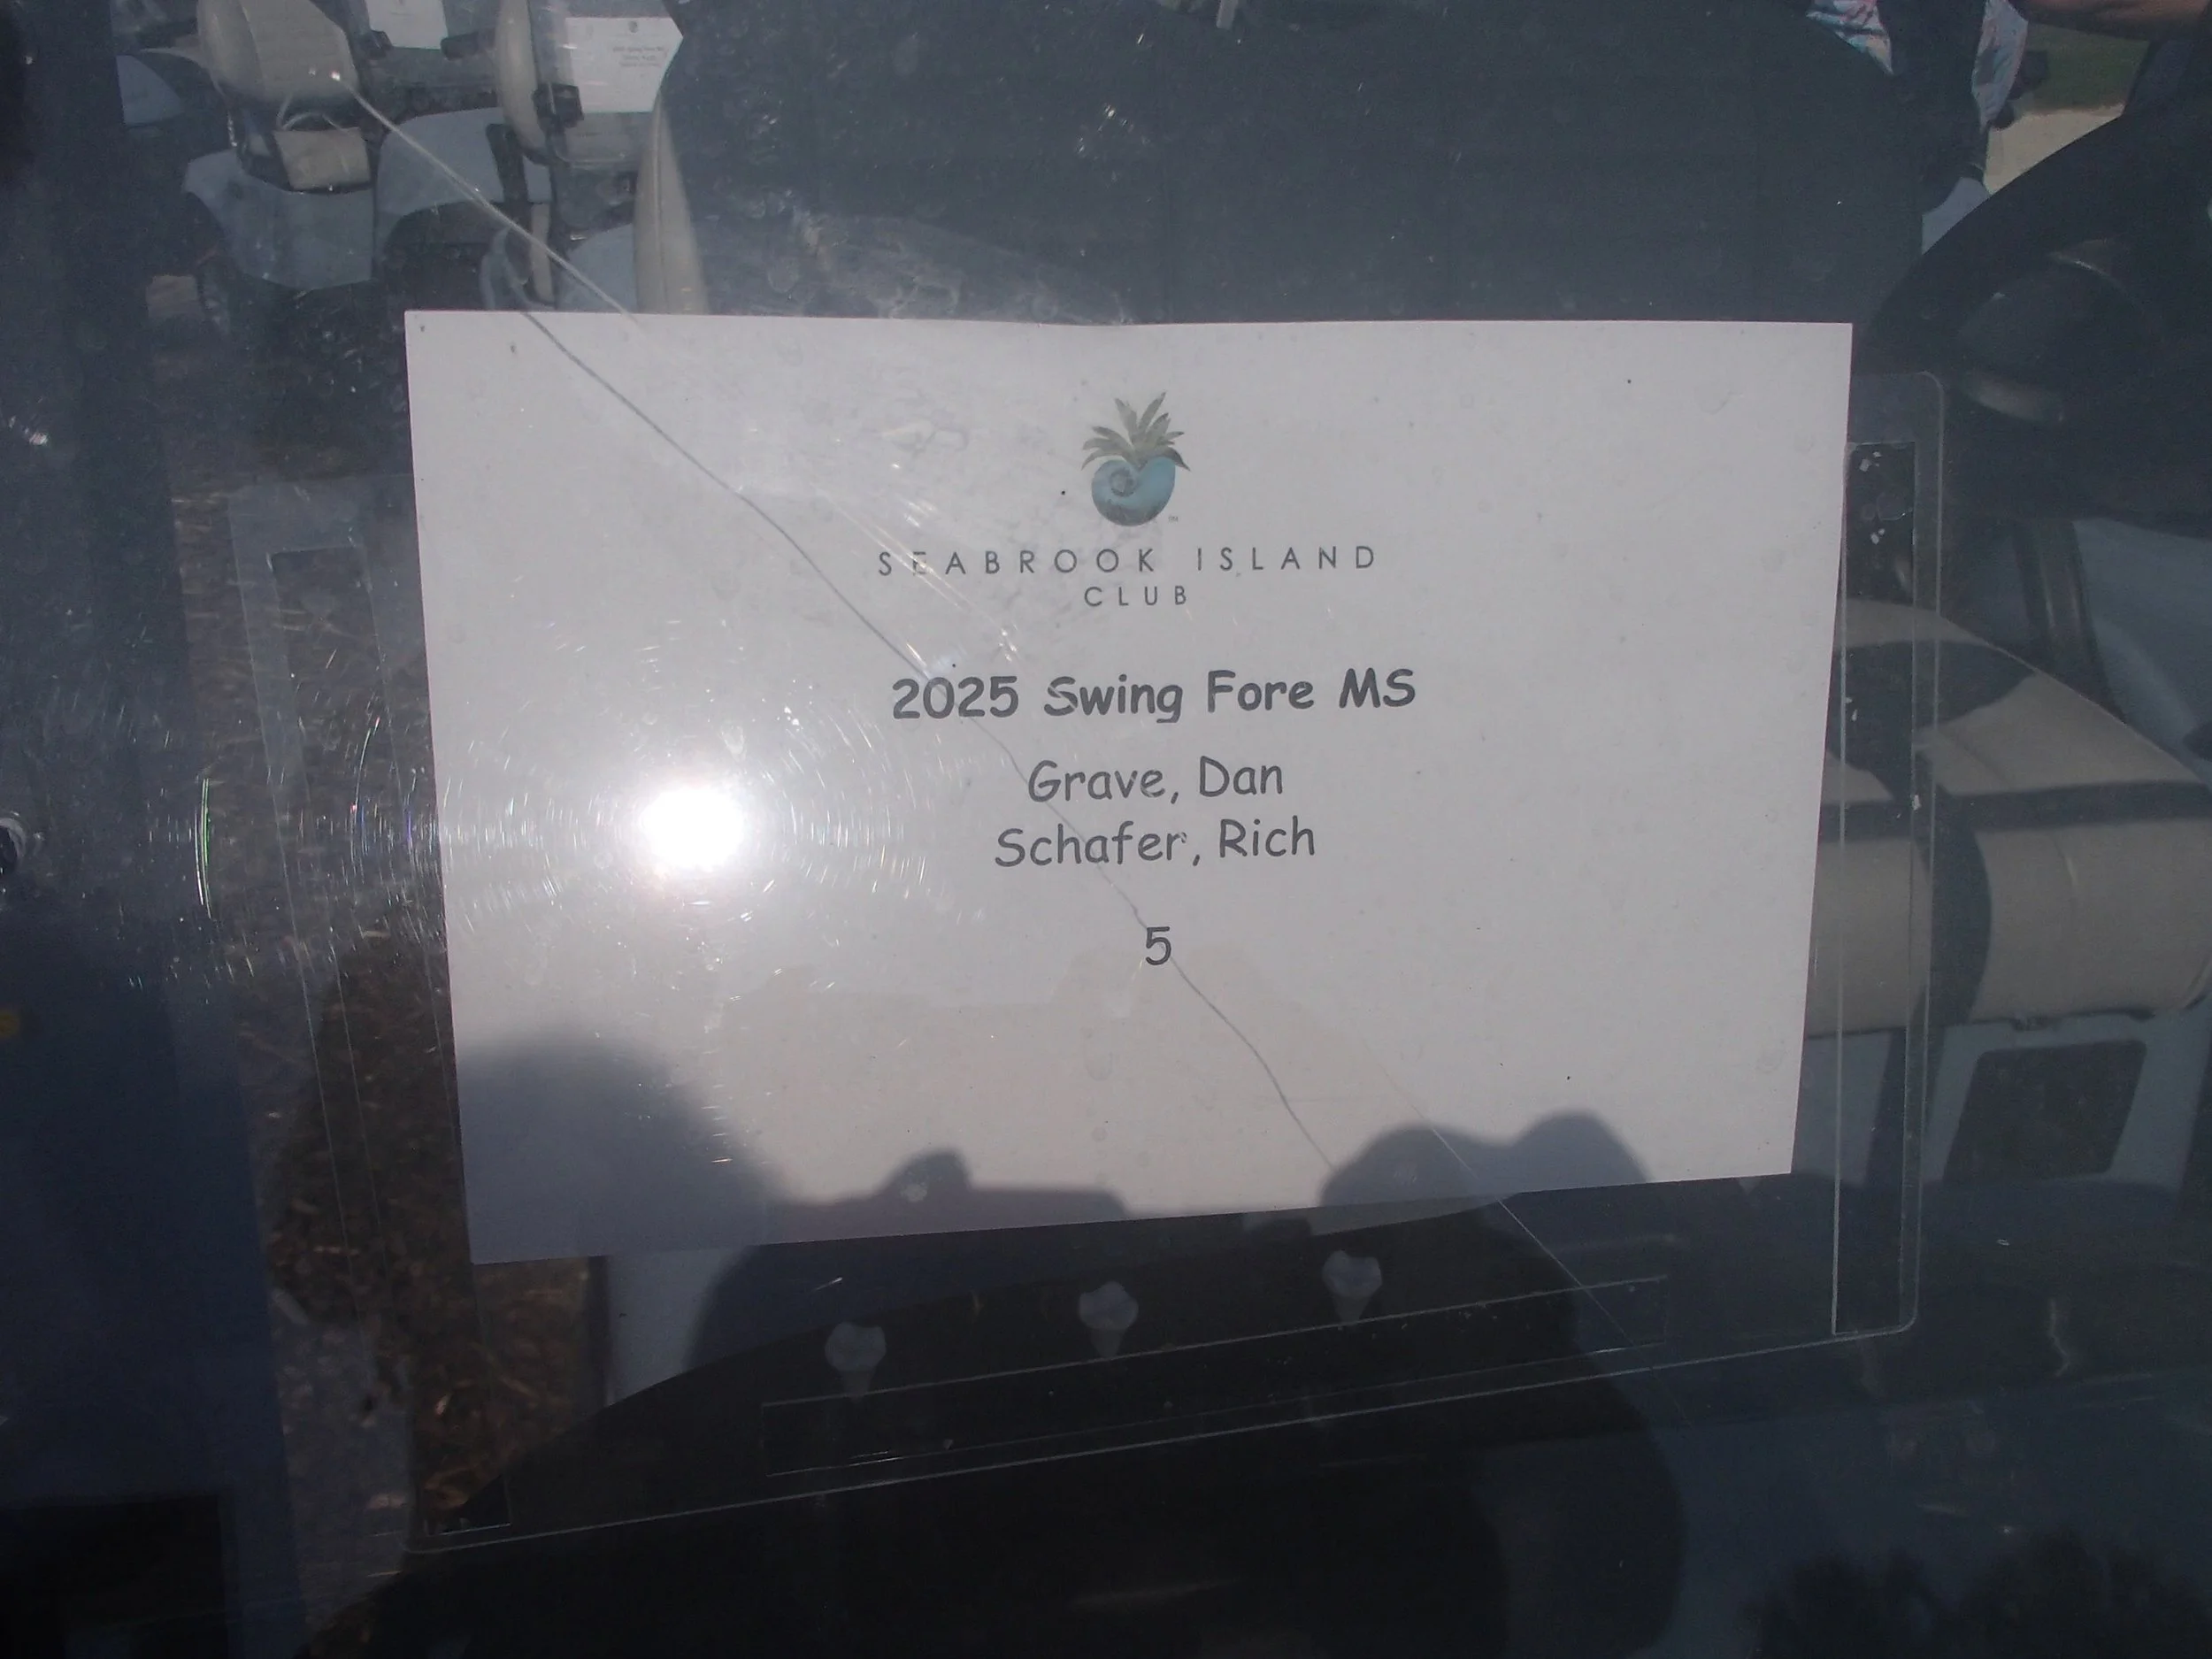 SEABROOK ISLAND
CLUB
2025 Swing Fore MS
Grave, Dan
Schafer, Rich
5